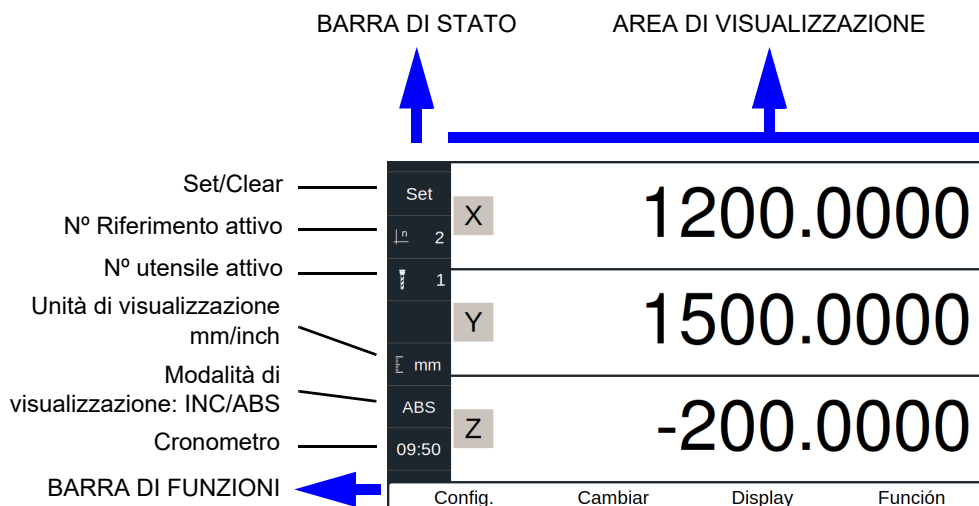 BARRA DI STATO
AREA DI VISUALIZZAZIONE
Set/Clear
Nº Riferimento attivo
Nº utensile attivo
Unità di visualizzazione
mm/inch
Modalità di
visualizzazione: INC/ABS
Cronometro
BARRA DI FUNZIONI
Set
n 2
1
mm
ABS
09:50
X 1200.0000
Y 1500.0000
Z -200.0000
Config. Cambiar Display Función